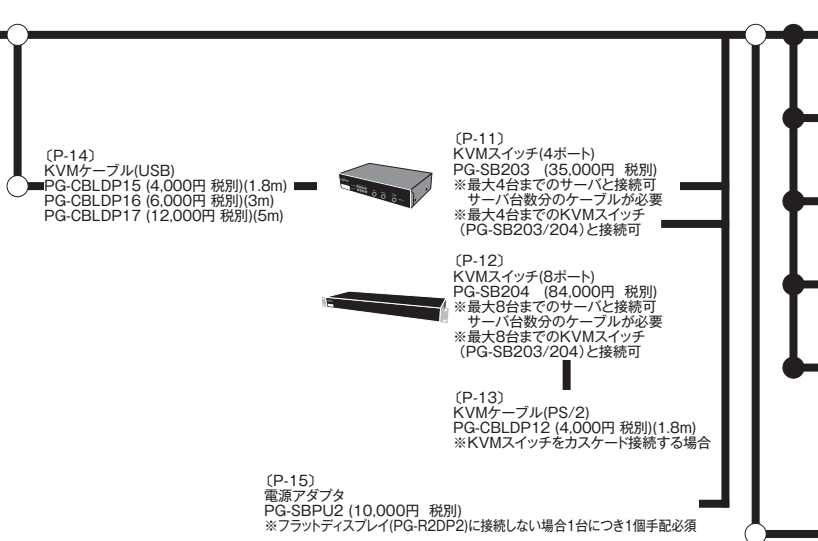 〔P-14〕
KVMケーブル(USB)
PG-CBLDP15 (4,000円 税別)(1.8m)
PG-CBLDP16 (6,000円 税別)(3m)
PG-CBLDP17 (12,000円 税別)(5m)
〔P-11〕
KVMスイッチ(4ポート)
PG-SB203 (35,000円 税別)
※最大4台までのサーバと接続可
サーバ台数分のケーブルが必要
※最大4台までのKVMスイッチ
(PG-SB203/204)と接続可
〔P-12〕
KVMスイッチ(8ポート)
PG-SB204 (84,000円 税別)
※最大8台までのサーバと接続可
サーバ台数分のケーブルが必要
※最大8台までのKVMスイッチ
(PG-SB203/204)と接続可
〔P-13〕
KVMケーブル(PS/2)
PG-CBLDP12 (4,000円 税別)(1.8m)
※KVMスイッチをカスケード接続する場合
〔P-15〕
電源アダプタ
PG-SBPU2 (10,000円 税別)
※フラットディスプレイ(PG-R2DP2)に接続しない場合1台につき1個手配必須